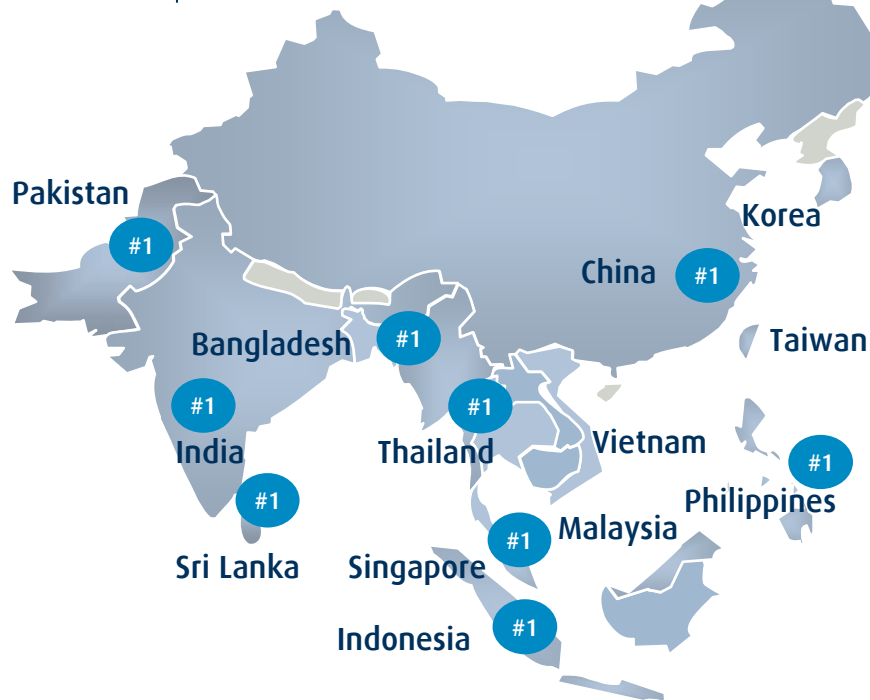 Pakistan
#1
Korea
China
#1
Bangladesh
#1
Taiwan
#1
India
Thailand
#1
Vietnam
#1
Philippines
#1
Sri Lanka
#1
Malaysia
Singapore
Indonesia
#1